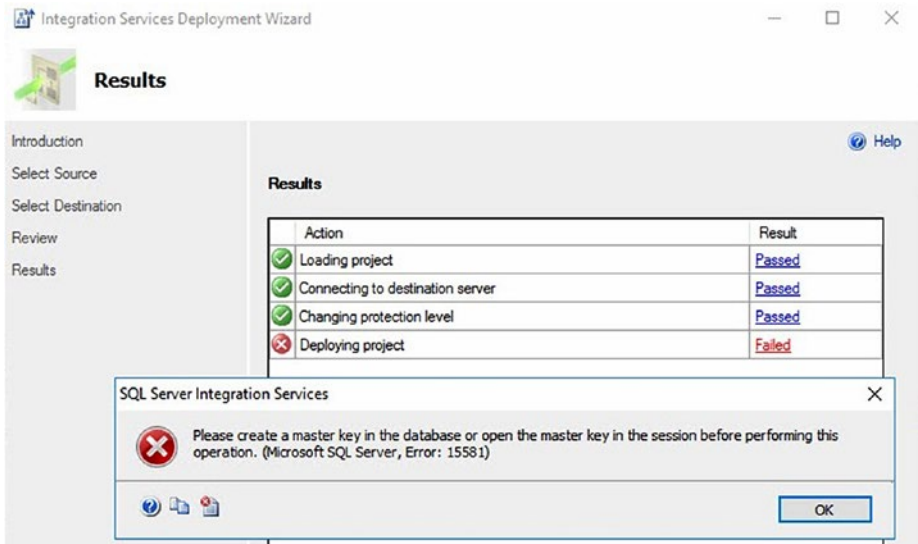 Integration Services Deployment Wizard
Results
Introduction
Select Source
Select Destination
Review
Results
Help
Results
Action Result
Loading project Passed
Connecting to destination server Passed
Changing protection level Passed
Deploying project Failed
SQL Server Integration Services
Please create a master key in the database or open the master key in the session before performing this
operation. (Microsoft SQL Server, Error: 15581)
OK